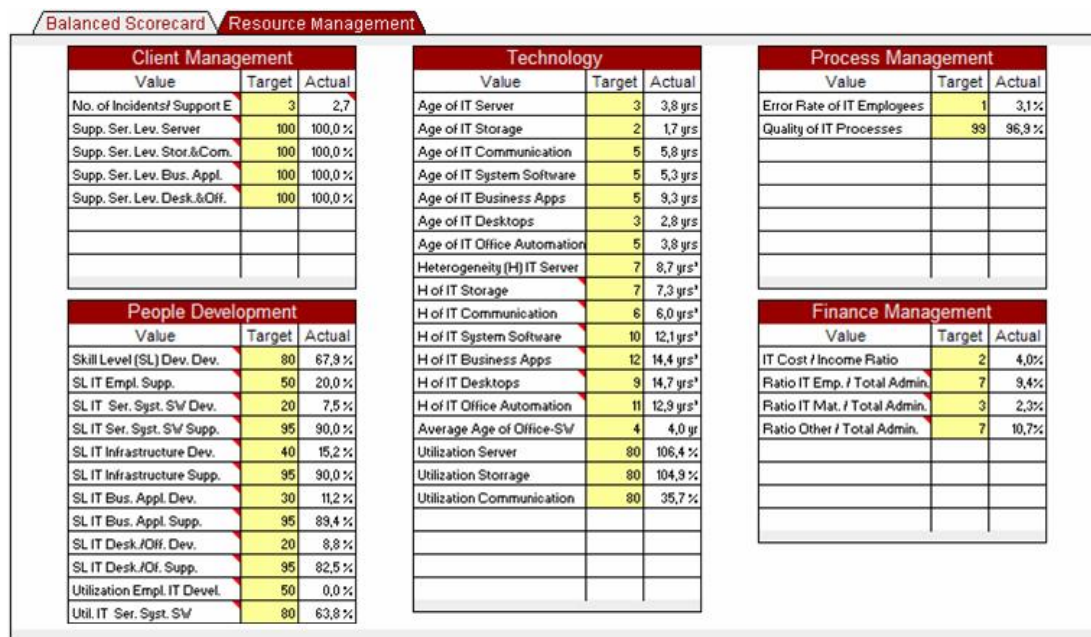 Balanced Scorecard Resource Management
Client Management
Value Target Actual
No. of Incidents/ Support E 3 2,7
Supp. Ser. Lev. Server 100 100,0 %
Supp. Ser. Lev. Stor.&Com. 100 100,0 %
Supp. Ser. Lev. Bus. Appl. 100 100,0 %
Supp. Ser. Lev. Desk.&Off. 100 100,0 %
People Development
Value Target Actual
Skill Level (SL) Dev. Dev. 80 67,9 %
SL IT Empl. Supp. 50 20,0 %
SL IT Ser. Syst. SW Dev. 20 7,5 %
SL IT Ser. Syst. SW Supp. 95 90,0 %
SL IT Infrastructure Dev. 40 15,2 %
SL IT Infrastructure Supp. 95 90,0 %
SL IT Bus. Appl. Dev. 30 11,2 %
SL IT Bus. Appl. Supp. 95 89,4 %
SL IT Desk./Off. Dev. 20 8,8 %
SL IT Desk./Of. Supp. 95 82,5 %
Utilization Empl. IT Devel. 50 0,0 %
Util. IT Ser. Syst. SW 80 63,8 %
Technology
Value Target Actual
Age of IT Server 3 3,8 yrs
Age of IT Storage 2 1,7 yrs
Age of IT Communication 5 5,8 yrs
Age of IT System Software 5 5,3 yrs
Age of IT Business Apps 5 9,3 yrs
Age of IT Desktops 3 2,8 yrs
Age of IT Office Automation 5 3,8 yrs
Heterogeneity (H) IT Server 7 8,7 yrs²
H of IT Storage 7 7,3 yrs²
H of IT Communication 6 6,0 yrs²
H of IT System Software 10 12,1 yrs²
H of IT Business Apps 12 14,4 yrs²
H of IT Desktops 9 14,7 yrs²
H of IT Office Automation 11 12,9 yrs²
Average Age of Office-SW 4 4,0 yr
Utilization Server 80 106,4 %
Utilization Storrage 80 104,9 %
Utilization Communication 80 35,7 %
Process Management
Value Target Actual
Error Rate of IT Employees 1 3,1 %
Quality of IT Processes 99 96,9 %
Finance Management
Value Target Actual
IT Cost / Income Ratio 2 4,0%
Ratio IT Emp. / Total Admin. 7 9,4%
Ratio IT Mat. / Total Admin. 3 2,3%
Ratio Other / Total Admin. 7 10,7%